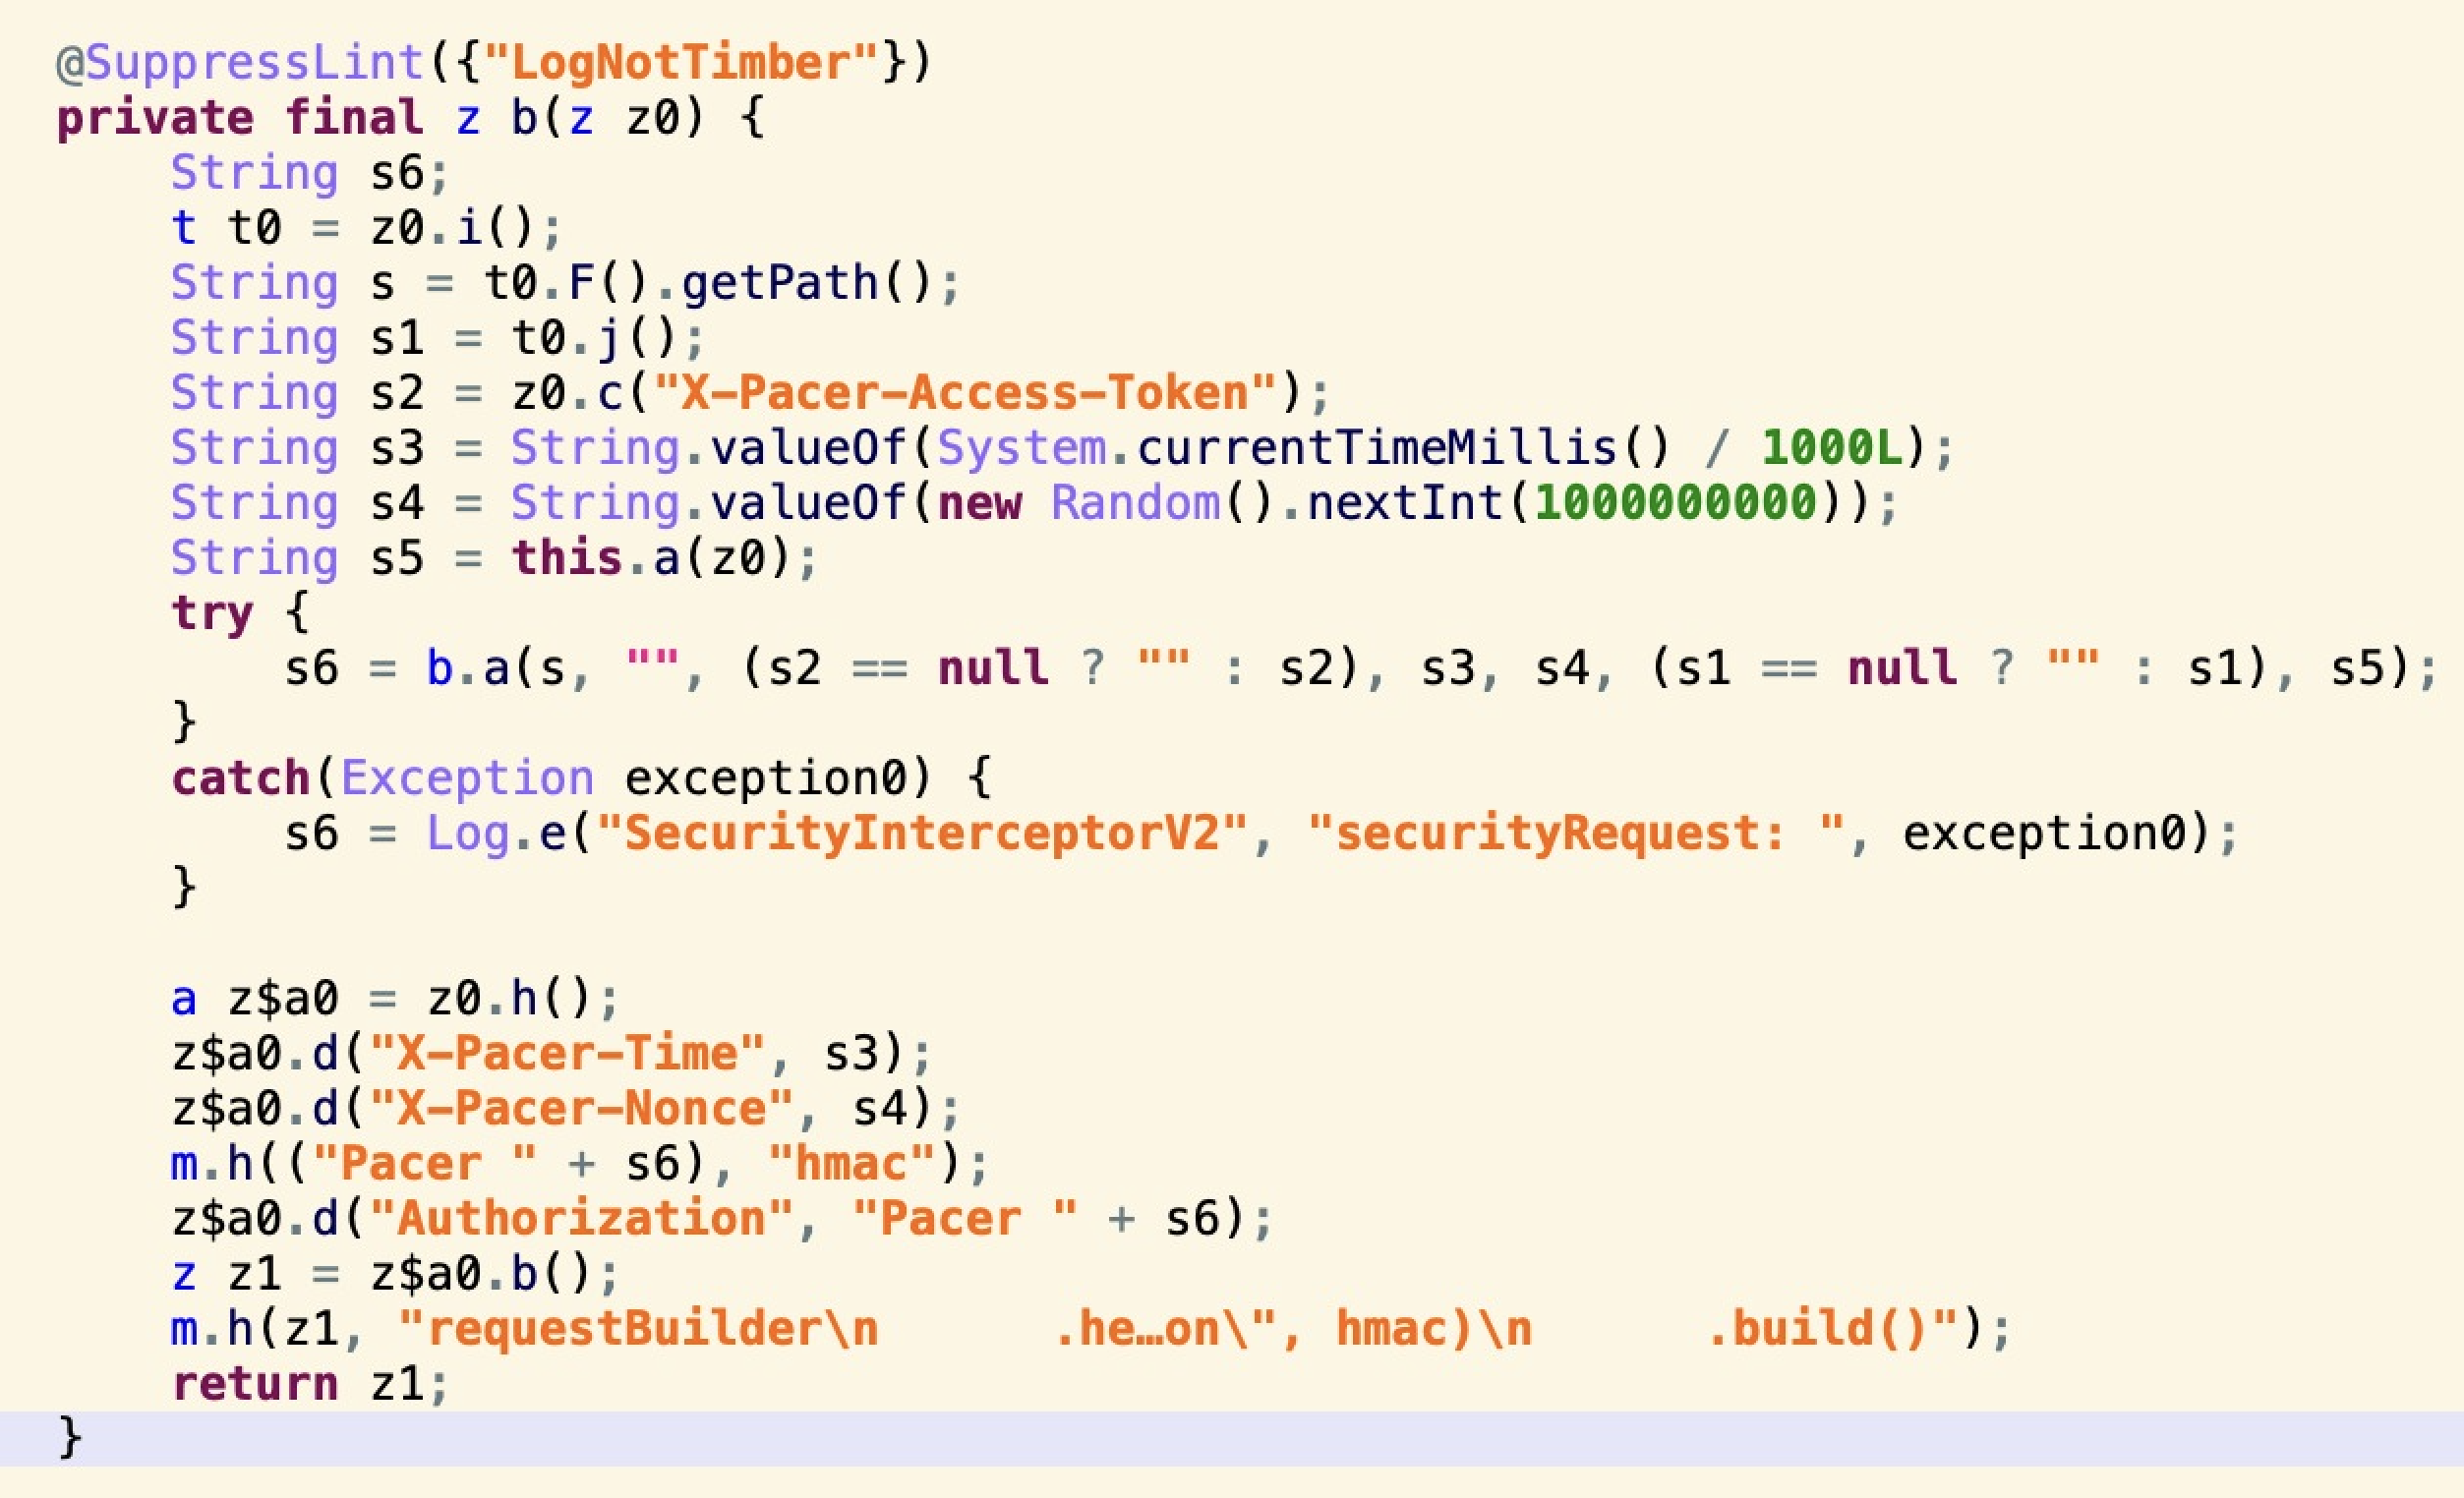 @SuppressLint({"LogNotTimber"})
private final z b(z z0) {
    String s6;
    t t0 = z0.i();
    String s = t0.F().getPath();
    String s1 = t0.j();
    String s2 = z0.c("X-Pacer-Access-Token");
    String s3 = String.valueOf(System.currentTimeMillis() / 1000L);
    String s4 = String.valueOf(new Random().nextInt(1000000000));
    String s5 = this.a(z0);
    try {
        s6 = b.a(s, "", (s2 == null ? "" : s2), s3, s4, (s1 == null ? "" : s1), s5);
    }
    catch(Exception exception0) {
        s6 = Log.e("SecurityInterceptorV2", "securityRequest: ", exception0);
    }

    a z$a0 = z0.h();
    z$a0.d("X-Pacer-Time", s3);
    z$a0.d("X-Pacer-Nonce", s4);
    m.h(("Pacer " + s6), "hmac");
    z$a0.d("Authorization", "Pacer " + s6);
    z z1 = z$a0.b();
    m.h(z1, "requestBuilder\n      .he…on\", hmac)\n      .build()");
    return z1;
}